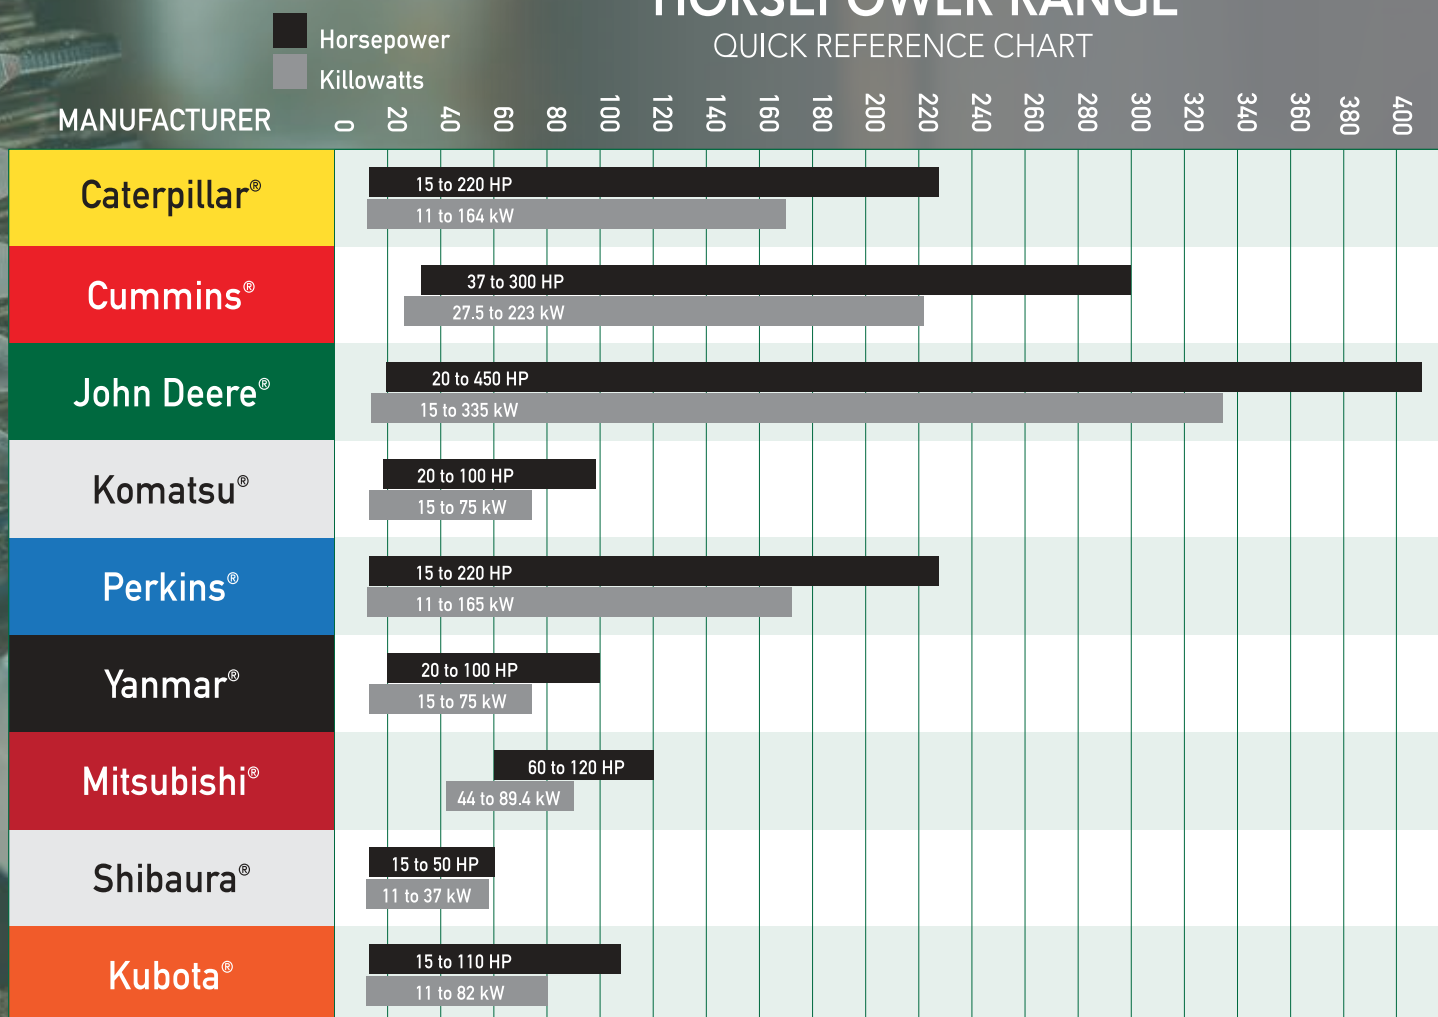 HORSEPOWER RANGE
QUICK REFERENCE CHART
Horsepower
Killowatts
MANUFACTURER
0 20 40 60 80 100 120 140 160 180 200 220 240 260 280 300 320 340 360 380 400
Caterpillar®
15 to 220 HP
11 to 164 kW
Cummins®
37 to 300 HP
27.5 to 223 kW
John Deere®
20 to 450 HP
15 to 335 kW
Komatsu®
20 to 100 HP
15 to 75 kW
Perkins®
15 to 220 HP
11 to 165 kW
Yanmar®
20 to 100 HP
15 to 75 kW
Mitsubishi®
60 to 120 HP
44 to 89.4 kW
Shibaura®
15 to 50 HP
11 to 37 kW
Kubota®
15 to 110 HP
11 to 82 kW